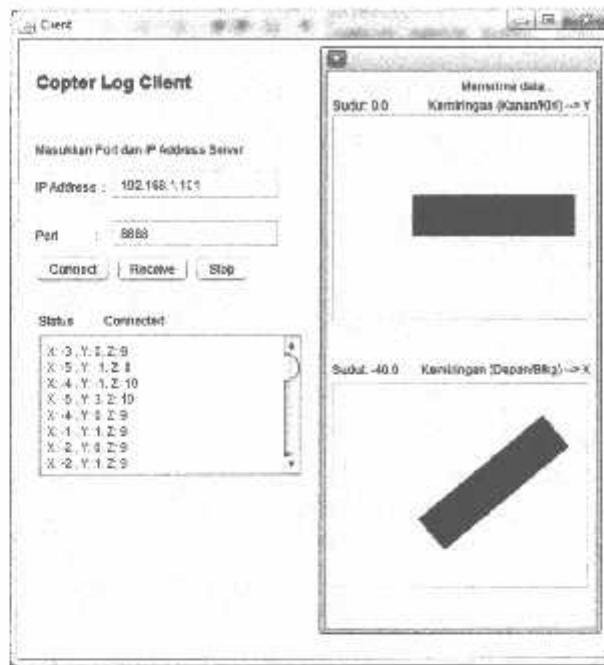 Client
Copter Log Client
Masukkan Port dan IP Address Server
IP Address : 192.168.1.101
Port : 8888
Connect Receive Stop
Status Connected
X: -3, Y: 0, Z: 9
X: -5, Y: 1, Z: 8
X: -4, Y: 1, Z: 10
X: -5, Y: 3, Z: 10
X: -4, Y: 0, Z: 9
X: -1, Y: 1, Z: 9
X: -2, Y: 0, Z: 9
X: -2, Y: 1, Z: 9
Menerima data..
Sudut: 0.0 Kemiringan (Kanan/Kiri) --> Y
Sudut: -40.0 Kemiringan (Depan/Blkg) --> X